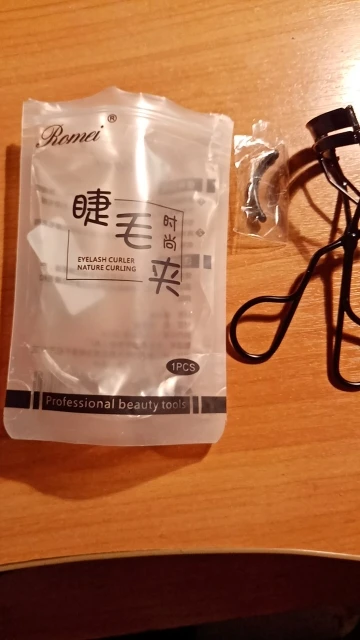 Romei®
睫毛夹
时尚
EYELASH CURLER
NATURE CURLING
1PCS
Professional beauty tools